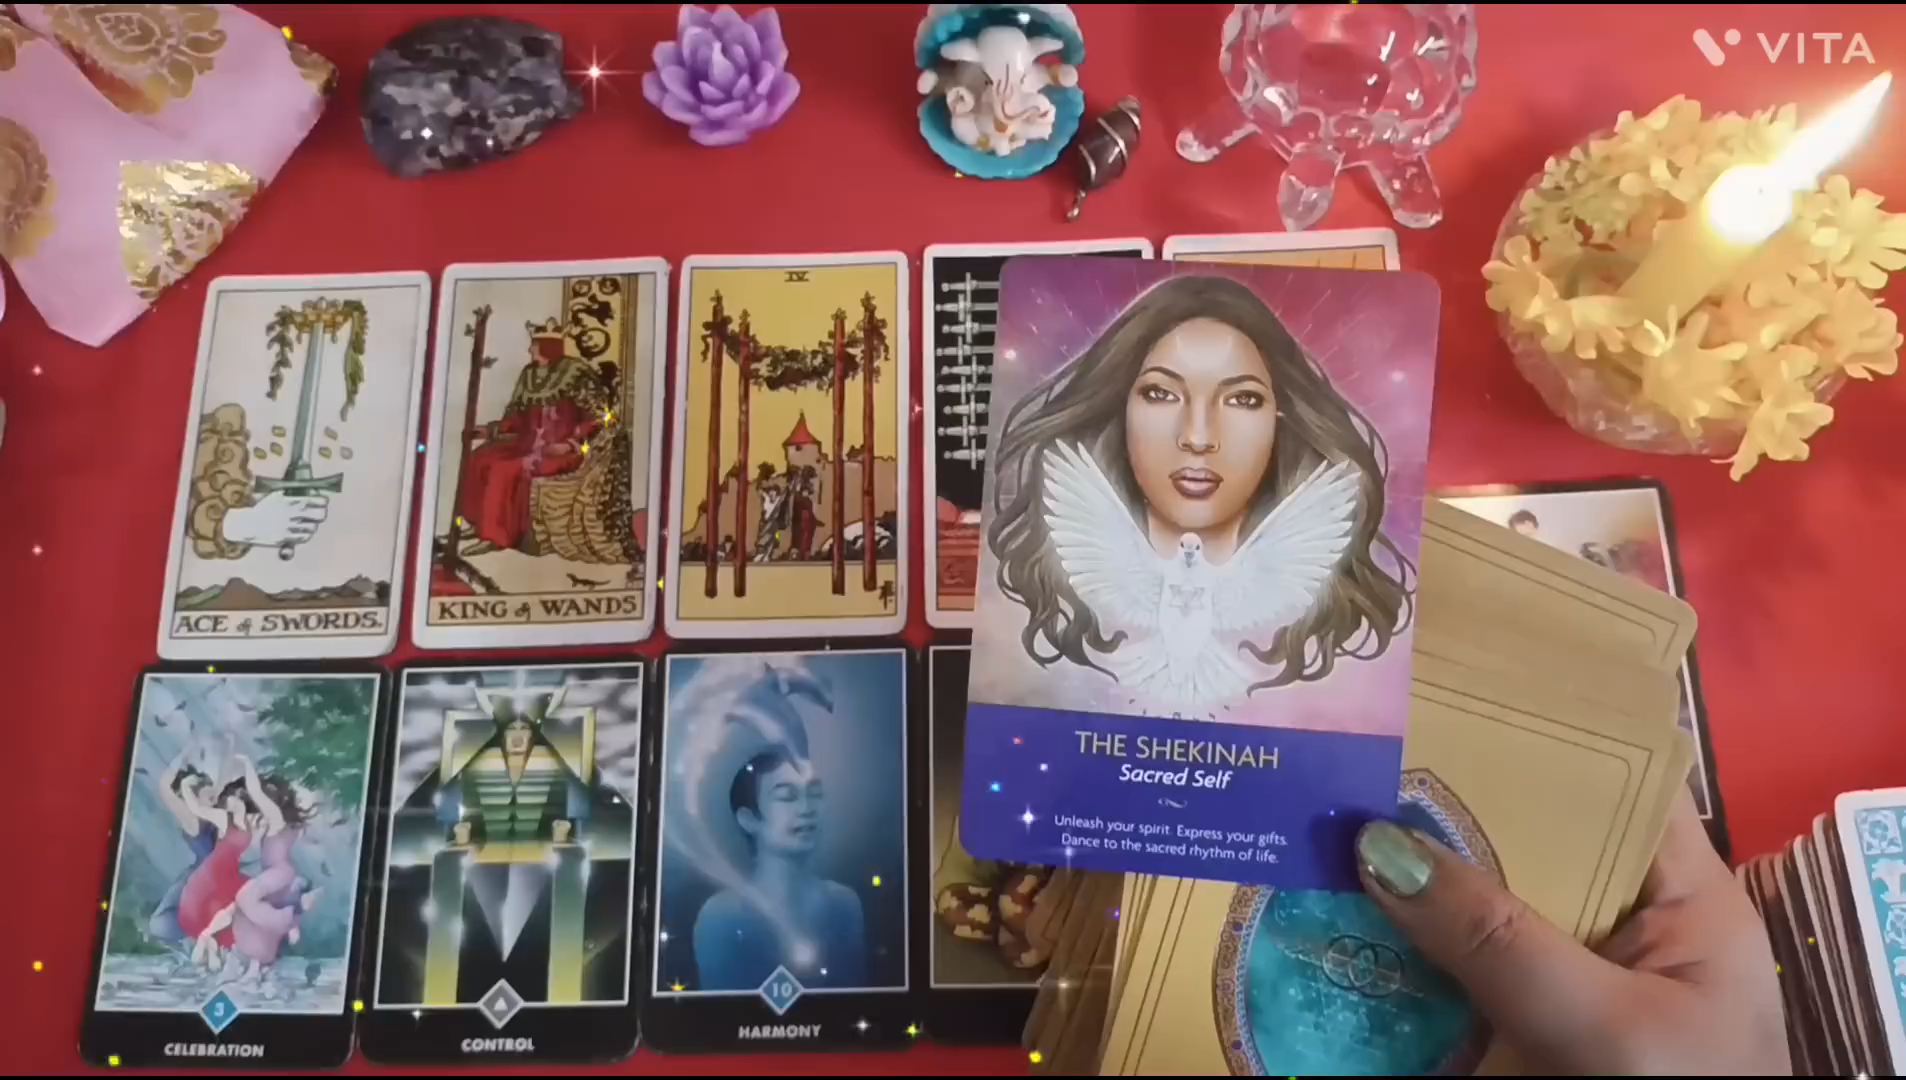 VITA
IV
ACE of SWORDS.
KING of WANDS
THE SHEKINAH
Sacred Self
Unleash your spirit. Express your gifts.
Dance to the sacred rhythm of life.
3
CELEBRATION
CONTROL
10
HARMONY